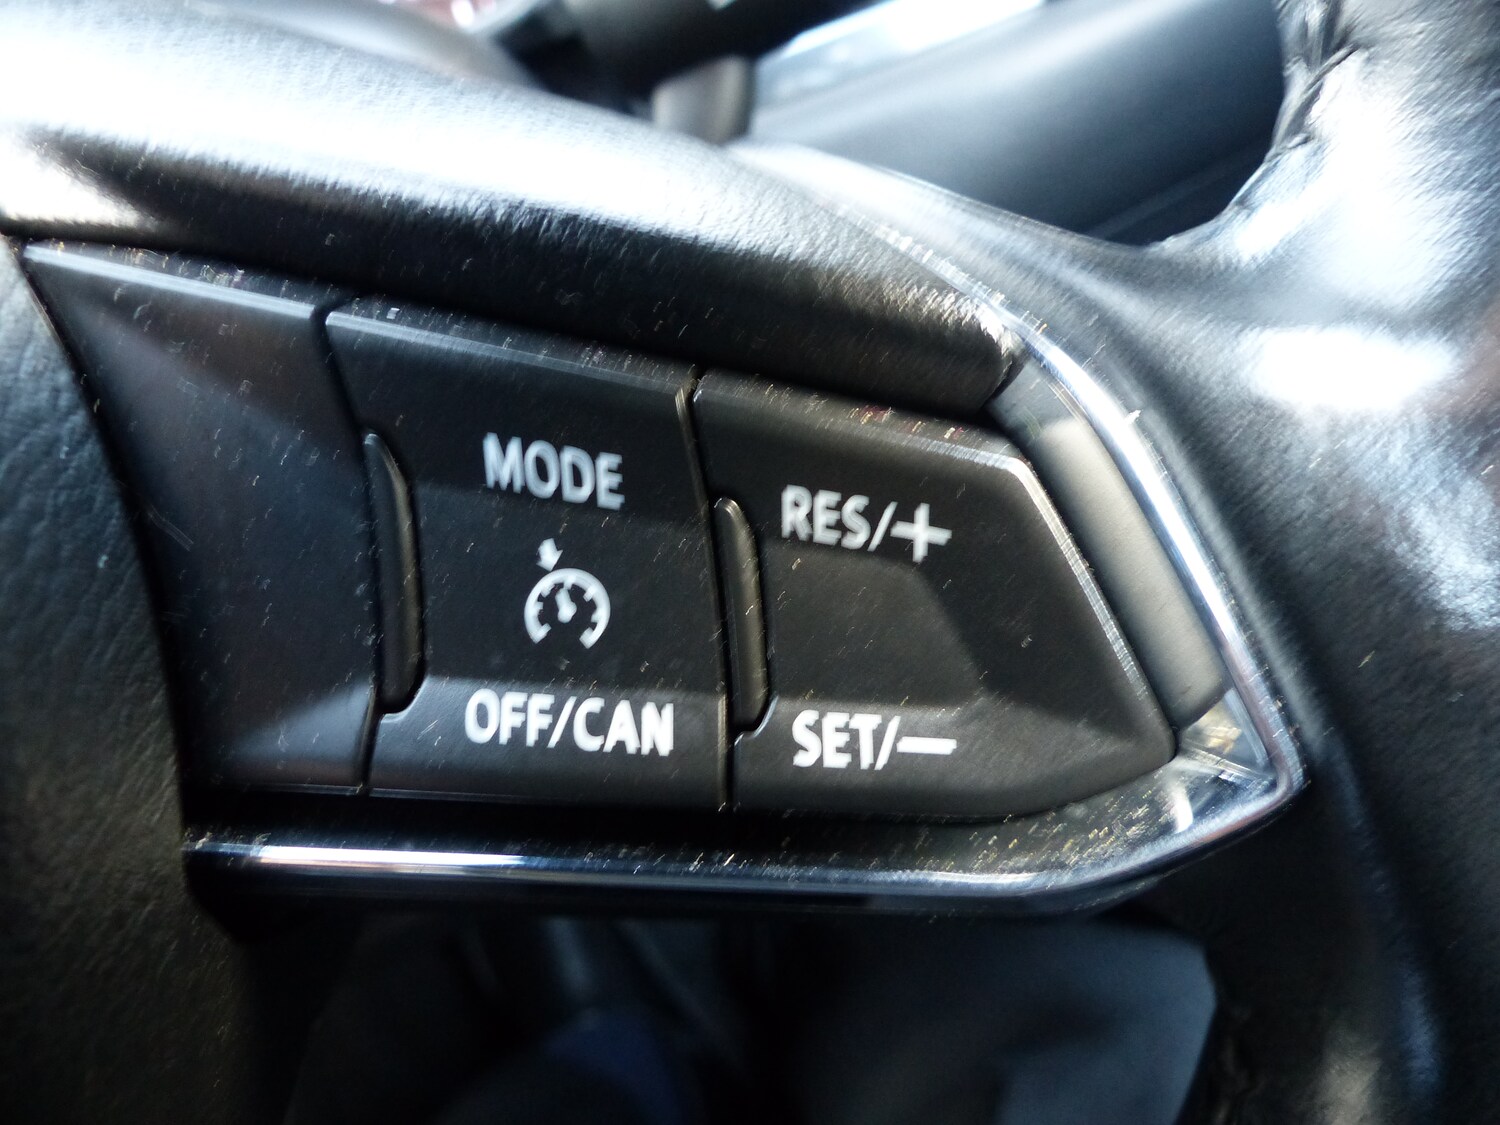 MODE
RES/+
OFF/CAN
SET/−